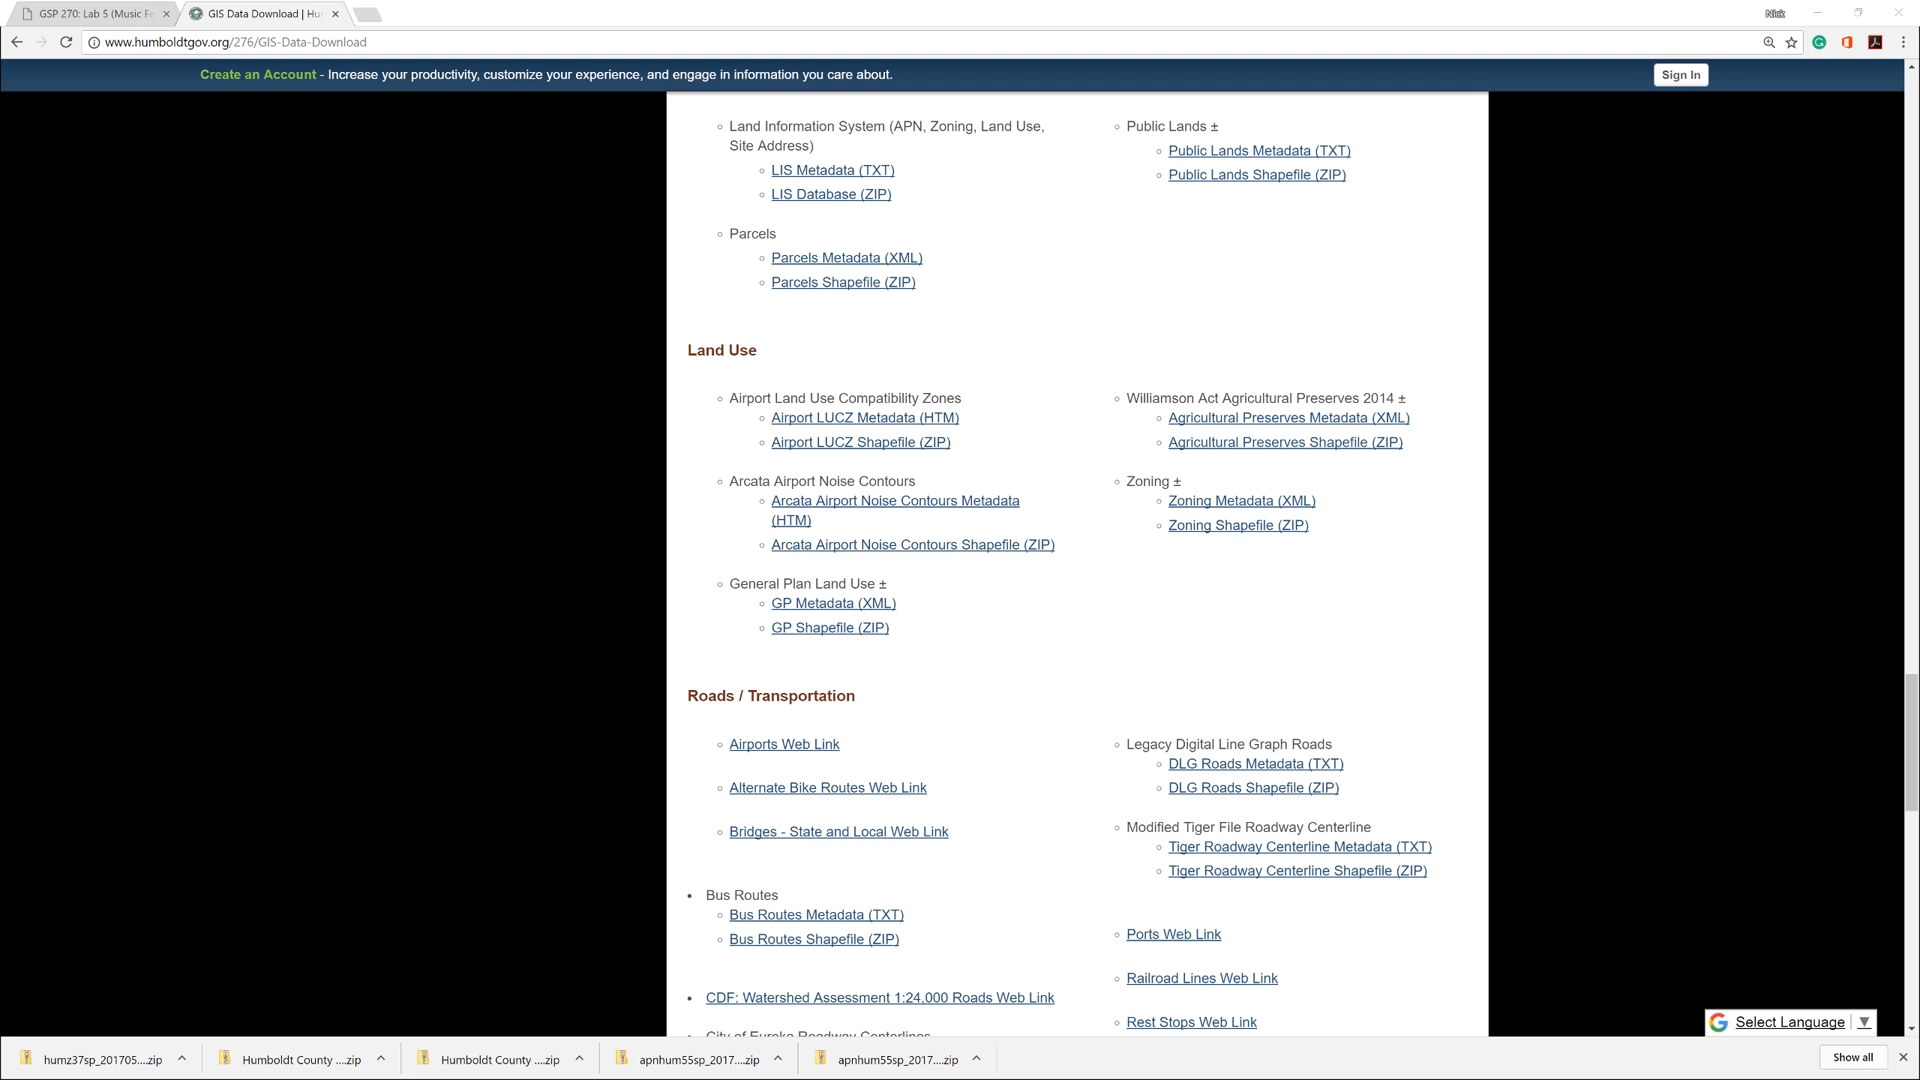 GSP 270: Lab 5 (Music Fe
GIS Data Download | Hu
Nick
www.humboldtgov.org/276/GIS-Data-Download
Create an Account - Increase your productivity, customize your experience, and engage in information you care about.
Sign In
Land Information System (APN, Zoning, Land Use,
Site Address)
LIS Metadata (TXT)
LIS Database (ZIP)
Parcels
Parcels Metadata (XML)
Parcels Shapefile (ZIP)
Public Lands ±
Public Lands Metadata (TXT)
Public Lands Shapefile (ZIP)
Land Use
Airport Land Use Compatibility Zones
Airport LUCZ Metadata (HTM)
Airport LUCZ Shapefile (ZIP)
Arcata Airport Noise Contours
Arcata Airport Noise Contours Metadata
(HTM)
Arcata Airport Noise Contours Shapefile (ZIP)
General Plan Land Use ±
GP Metadata (XML)
GP Shapefile (ZIP)
Williamson Act Agricultural Preserves 2014 ±
Agricultural Preserves Metadata (XML)
Agricultural Preserves Shapefile (ZIP)
Zoning ±
Zoning Metadata (XML)
Zoning Shapefile (ZIP)
Roads / Transportation
Airports Web Link
Alternate Bike Routes Web Link
Bridges - State and Local Web Link
Bus Routes
Bus Routes Metadata (TXT)
Bus Routes Shapefile (ZIP)
CDF: Watershed Assessment 1:24,000 Roads Web Link
City of Eureka Roadway Centerlines
Legacy Digital Line Graph Roads
DLG Roads Metadata (TXT)
DLG Roads Shapefile (ZIP)
Modified Tiger File Roadway Centerline
Tiger Roadway Centerline Metadata (TXT)
Tiger Roadway Centerline Shapefile (ZIP)
Ports Web Link
Railroad Lines Web Link
Rest Stops Web Link
Select Language
humz37sp_201705....zip
Humboldt County ....zip
Humboldt County ....zip
apnhum55sp_2017....zip
apnhum55sp_2017....zip
Show all